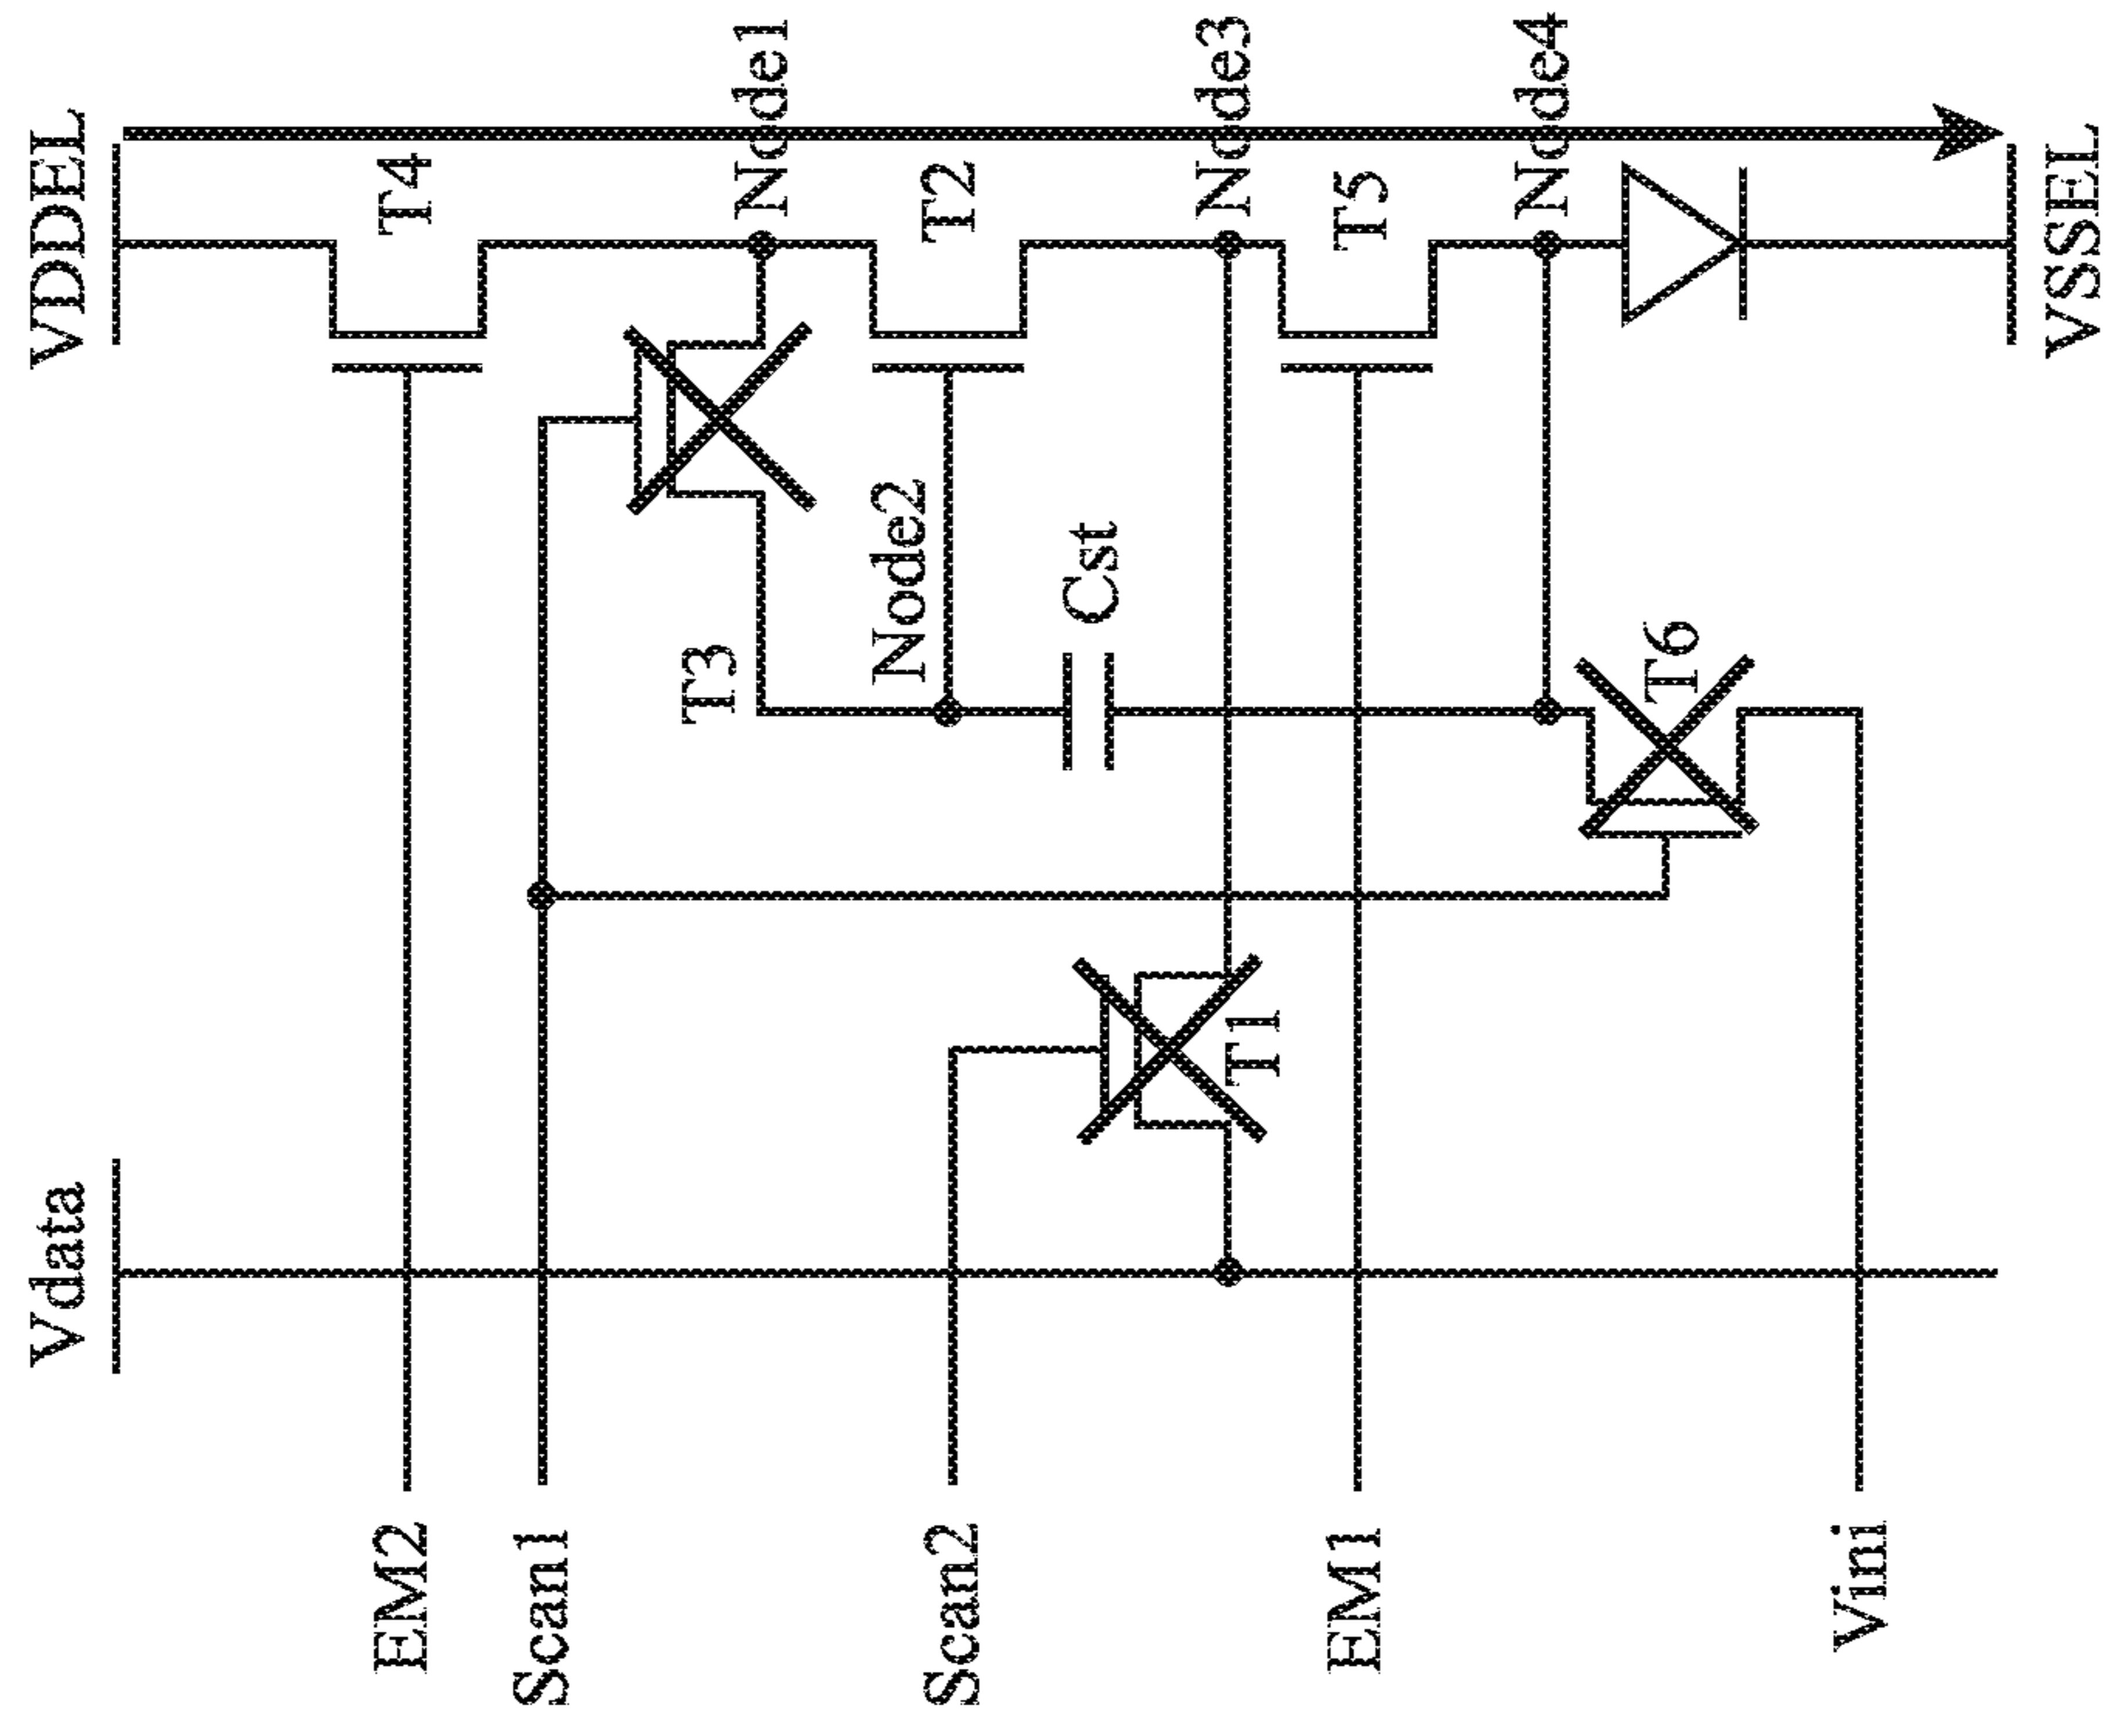 VDDEL
T4
Node1
T2
Node3
T5
Node4
VSSEL
T3
Node2
Cst
T6
T1
Vdata
EM2
Scan1
Scan2
EM1
Vini